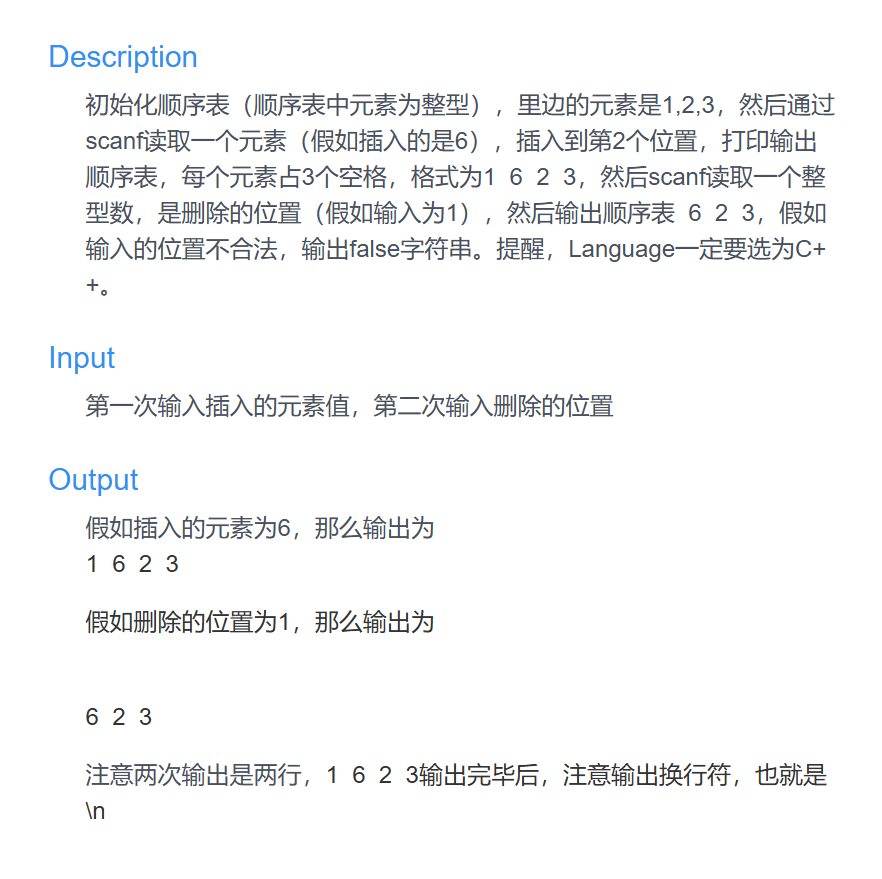 Description
初始化顺序表（顺序表中元素为整型），里边的元素是1,2,3，然后通过
scanf读取一个元素（假如插入的是6），插入到第2个位置，打印输出
顺序表，每个元素占3个空格，格式为1  6  2  3，然后scanf读取一个整
型数，是删除的位置（假如输入为1），然后输出顺序表  6  2  3，假如
输入的位置不合法，输出false字符串。提醒，Language一定要选为C+
+。
Input
第一次输入插入的元素值，第二次输入删除的位置
Output
假如插入的元素为6，那么输出为
1  6  2  3
假如删除的位置为1，那么输出为
6  2  3
注意两次输出是两行，1  6  2  3输出完毕后，注意输出换行符，也就是
\n